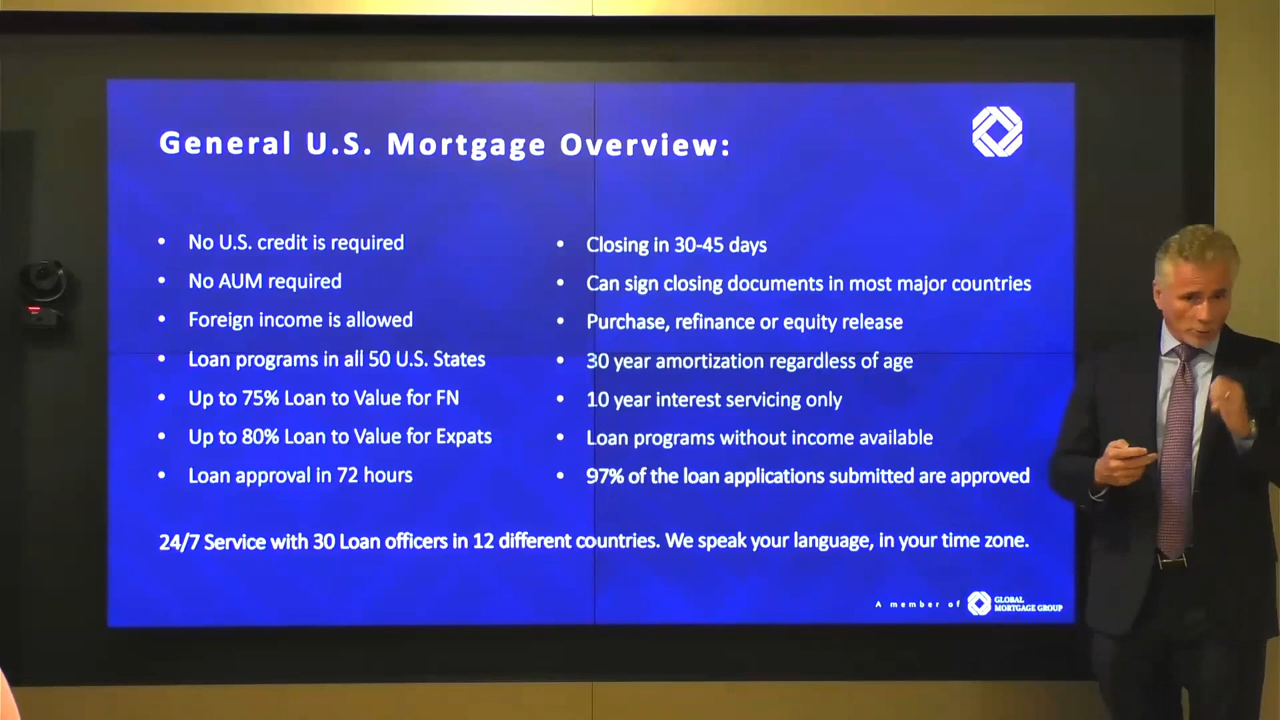 General U.S. Mortgage Overview:
• No U.S. credit is required
• No AUM required
• Foreign income is allowed
• Loan programs in all 50 U.S. States
• Up to 75% Loan to Value for FN
• Up to 80% Loan to Value for Expats
• Loan approval in 72 hours
• Closing in 30-45 days
• Can sign closing documents in most major countries
• Purchase, refinance or equity release
• 30 year amortization regardless of age
• 10 year interest servicing only
• Loan programs without income available
• 97% of the loan applications submitted are approved
24/7 Service with 30 Loan officers in 12 different countries. We speak your language, in your time zone.
A member of
GLOBAL
MORTGAGE GROUP